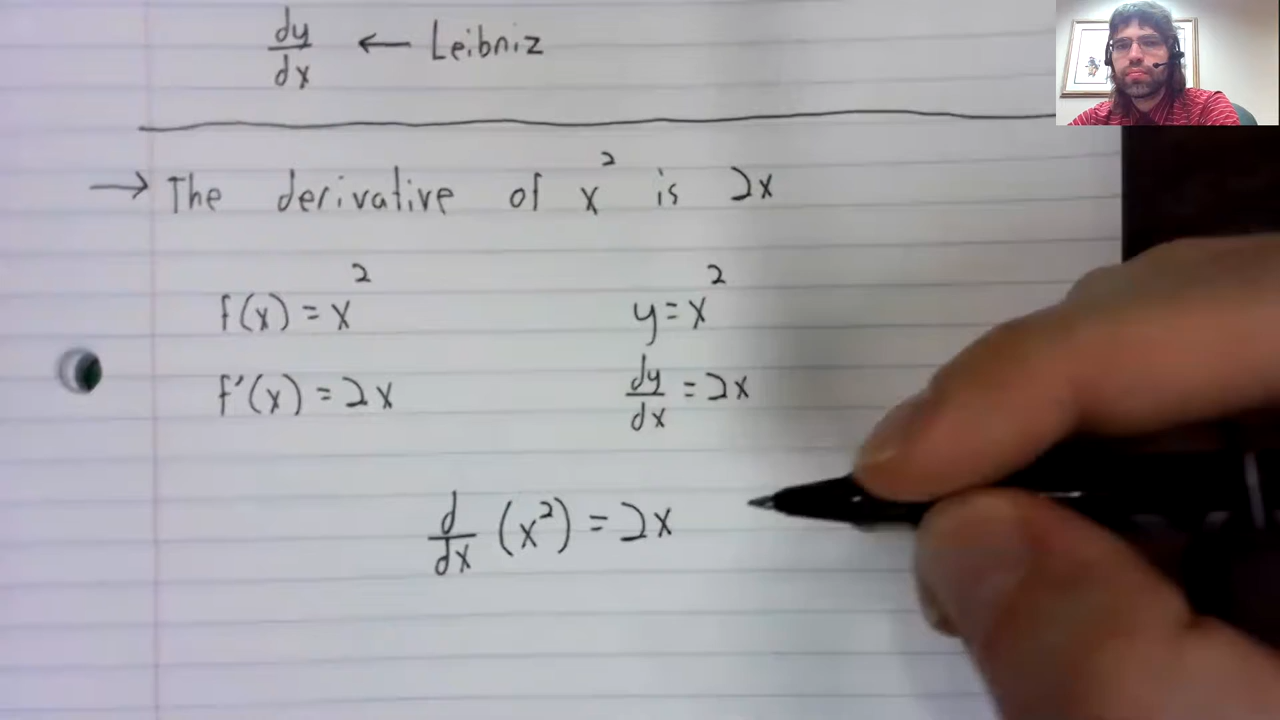 dy/dx ← Leibniz
→ The derivative of x² is 2x
f(x) = x² y = x²
f'(x) = 2x dy/dx = 2x
d/dx (x²) = 2x